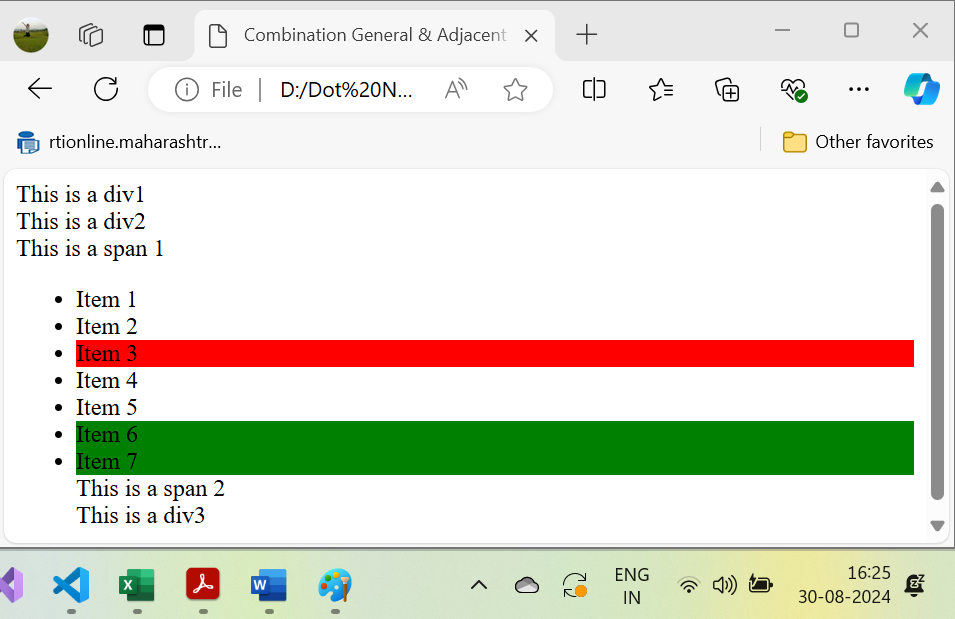 Combination General & Adjacent
File
D:/Dot%20N...
rtionline.maharashtr...
Other favorites
This is a div1
This is a div2
This is a span 1
Item 1
Item 2
Item 3
Item 4
Item 5
Item 6
Item 7
This is a span 2
This is a div3
ENG
IN
16:25
30-08-2024